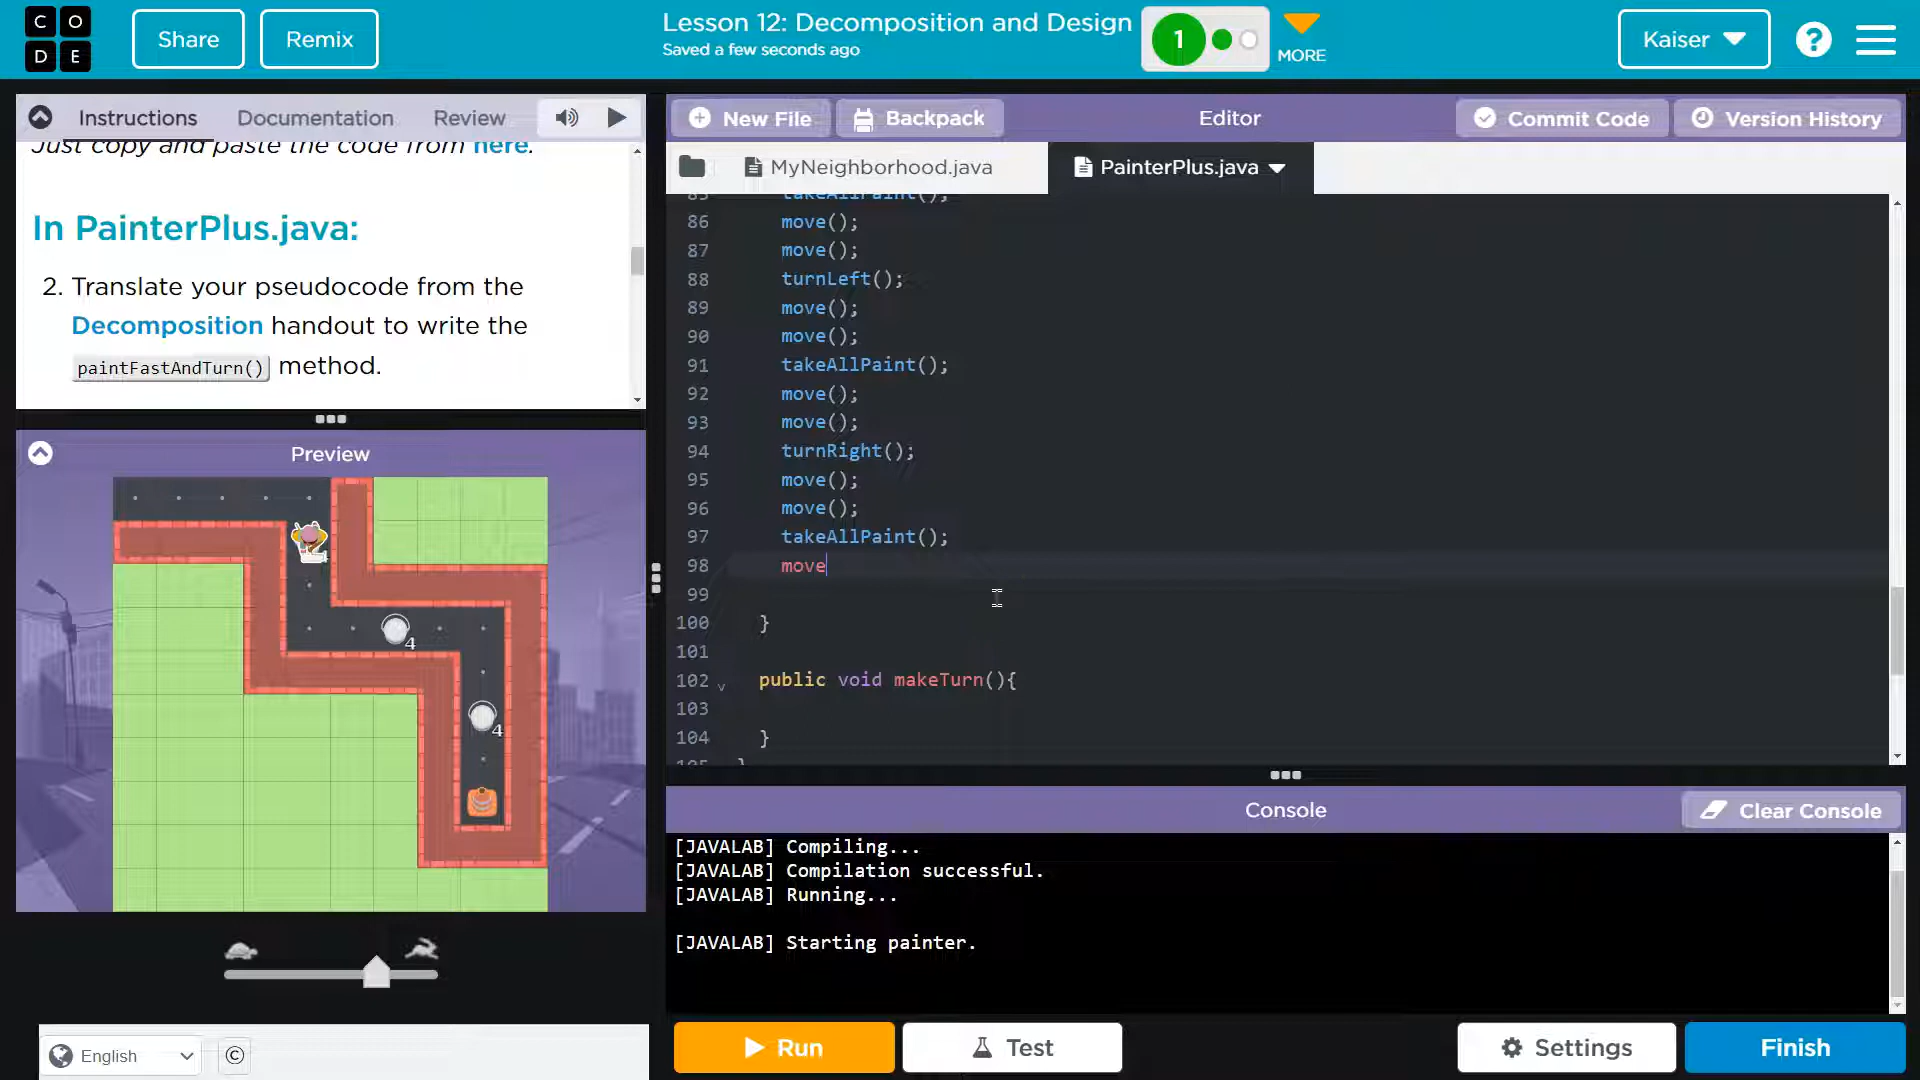 C O
D E
Share
Remix
Lesson 12: Decomposition and Design
Saved a few seconds ago
1
MORE
Kaiser
?
Instructions
Documentation
Review
Just copy and paste the code from here.
In PainterPlus.java:
2. Translate your pseudocode from the
Decomposition handout to write the
paintFastAndTurn() method.
Preview
4
4
English
©
New File
Backpack
Editor
Commit Code
Version History
MyNeighborhood.java
PainterPlus.java
85 takeAllPaint();
86 move();
87 move();
88 turnLeft();
89 move();
90 move();
91 takeAllPaint();
92 move();
93 move();
94 turnRight();
95 move();
96 move();
97 takeAllPaint();
98 move
99
100 }
101
102 public void makeTurn(){
103
104 }
105 }
Console
Clear Console
[JAVALAB] Compiling...
[JAVALAB] Compilation successful.
[JAVALAB] Running...
[JAVALAB] Starting painter.
Run
Test
Settings
Finish